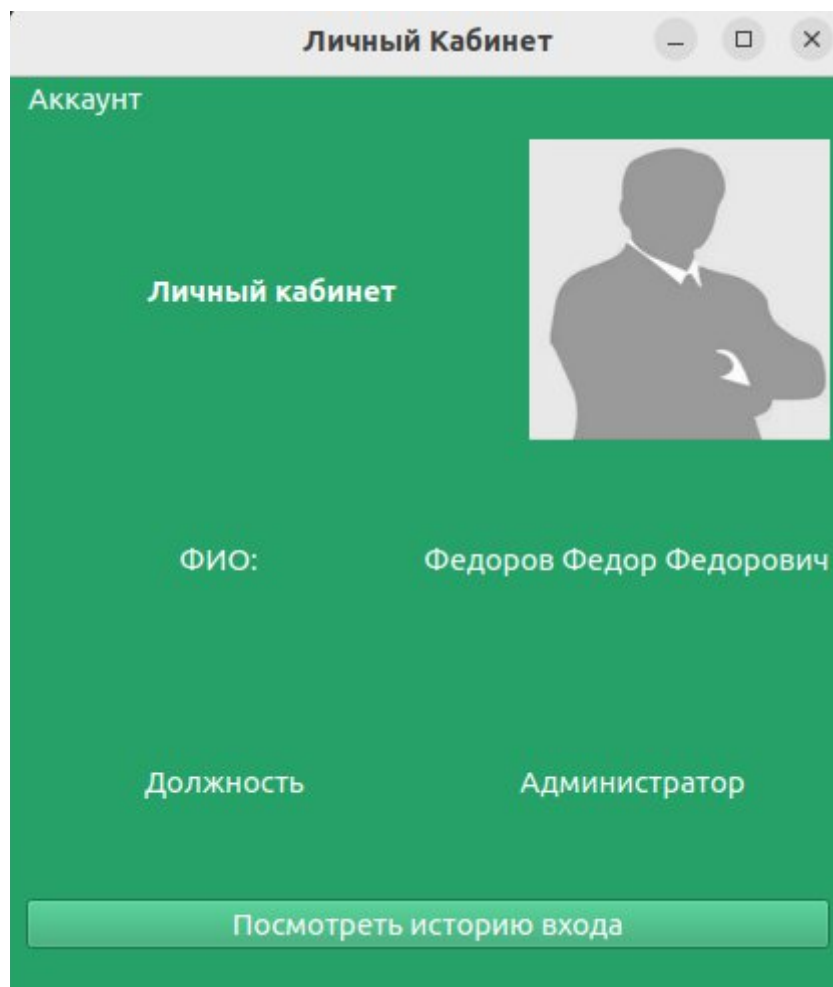 Личный Кабинет
Аккаунт
Личный кабинет
ФИО: Федоров Федор Федорович
Должность Администратор
Посмотреть историю входа